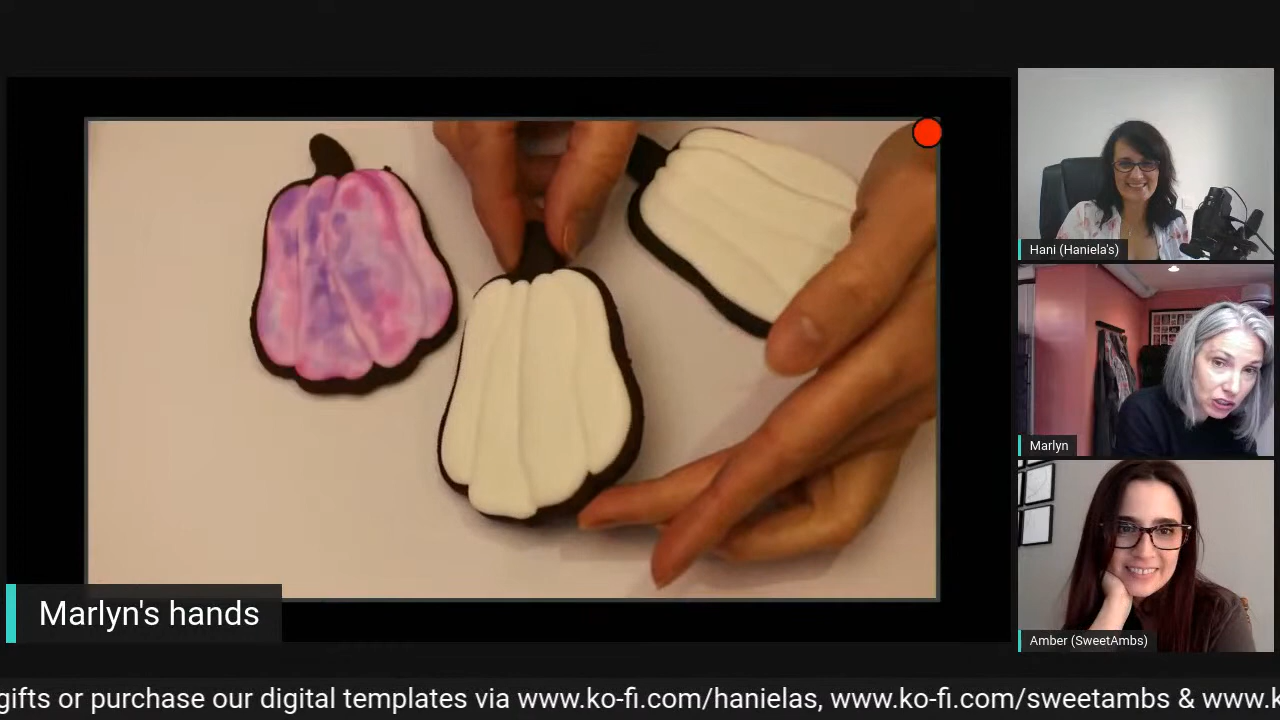 Hani (Haniela's)
Marlyn
Marlyn's hands
Amber (SweetAmbs)
gifts or purchase our digital templates via www.ko-fi.com/hanielas, www.ko-fi.com/sweetambs & www.k